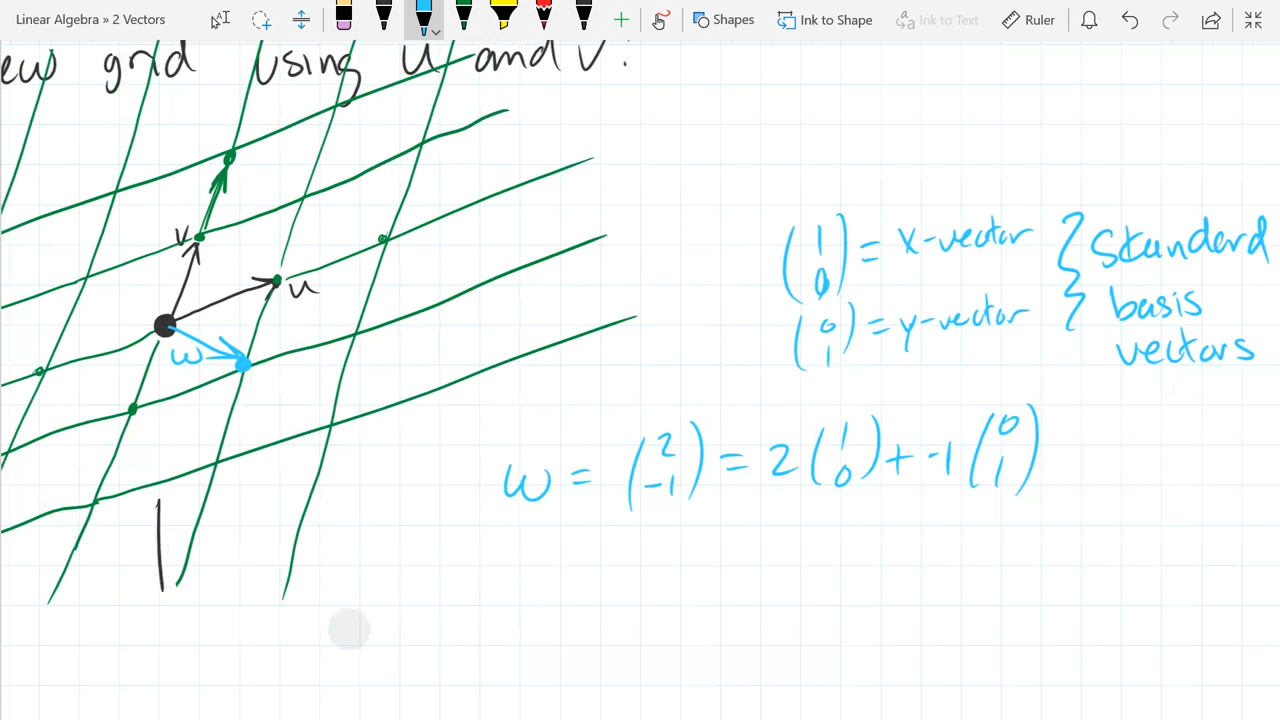 Linear Algebra » 2 Vectors
Shapes
Ink to Shape
Ink to Text
Ruler
grid using u and v.
v
u
w
(1 0) = x-vector
(0 1) = y-vector
standard
basis
vectors
w = (2 -1) = 2(1 0) + -1(0 1)